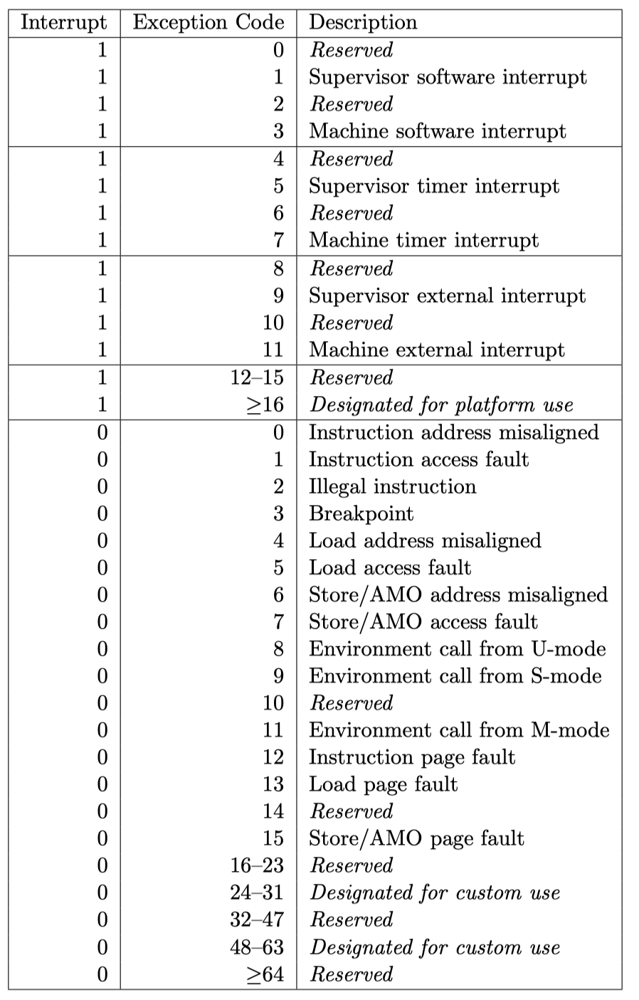 Interrupt Exception Code Description
1 0 Reserved
1 1 Supervisor software interrupt
1 2 Reserved
1 3 Machine software interrupt
1 4 Reserved
1 5 Supervisor timer interrupt
1 6 Reserved
1 7 Machine timer interrupt
1 8 Reserved
1 9 Supervisor external interrupt
1 10 Reserved
1 11 Machine external interrupt
1 12–15 Reserved
1 ≥16 Designated for platform use
0 0 Instruction address misaligned
0 1 Instruction access fault
0 2 Illegal instruction
0 3 Breakpoint
0 4 Load address misaligned
0 5 Load access fault
0 6 Store/AMO address misaligned
0 7 Store/AMO access fault
0 8 Environment call from U-mode
0 9 Environment call from S-mode
0 10 Reserved
0 11 Environment call from M-mode
0 12 Instruction page fault
0 13 Load page fault
0 14 Reserved
0 15 Store/AMO page fault
0 16–23 Reserved
0 24–31 Designated for custom use
0 32–47 Reserved
0 48–63 Designated for custom use
0 ≥64 Reserved